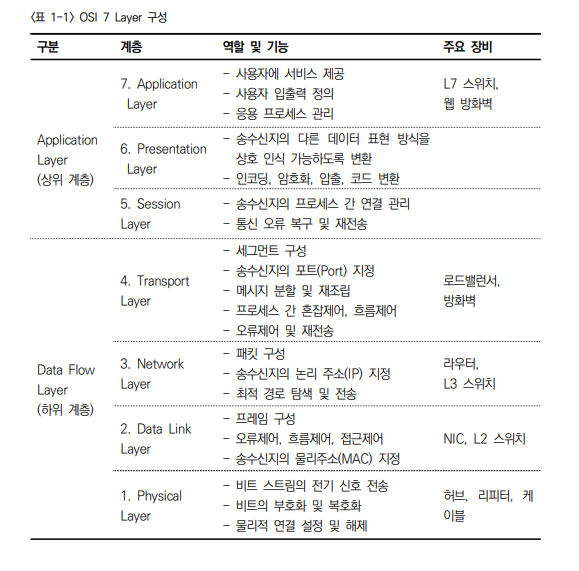 〈표 1-1〉 OSI 7 Layer 구성
구분 계층 역할 및 기능 주요 장비
Application
Layer
(상위 계층)
7. Application
Layer
- 사용자에 서비스 제공
- 사용자 입출력 정의
- 응용 프로세스 관리
L7 스위치,
웹 방화벽
6. Presentation
Layer
- 송수신지의 다른 데이터 표현 방식을
상호 인식 가능하도록 변환
- 인코딩, 암호화, 압출, 코드 변환
5. Session
Layer
- 송수신지의 프로세스 간 연결 관리
- 통신 오류 복구 및 재전송
Data Flow
Layer
(하위 계층)
4. Transport
Layer
- 세그먼트 구성
- 송수신지의 포트(Port) 지정
- 메시지 분할 및 재조립
- 프로세스 간 혼잡제어, 흐름제어
- 오류제어 및 재전송
로드밸런서,
방화벽
3. Network
Layer
- 패킷 구성
- 송수신지의 논리 주소(IP) 지정
- 최적 경로 탐색 및 전송
라우터,
L3 스위치
2. Data Link
Layer
- 프레임 구성
- 오류제어, 흐름제어, 접근제어
- 송수신지의 물리주소(MAC) 지정
NIC, L2 스위치
1. Physical
Layer
- 비트 스트림의 전기 신호 전송
- 비트의 부호화 및 복호화
- 물리적 연결 설정 및 해제
허브, 리피터, 케
이블